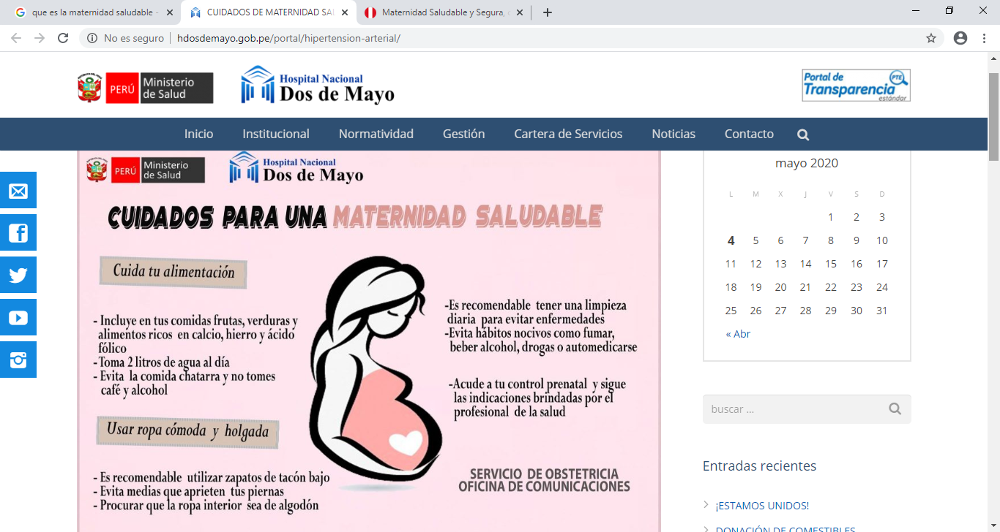 que es la maternidad saludable -
CUIDADOS DE MATERNIDAD SAL
Maternidad Saludable y Segura,
No es seguro
hdosdemayo.gob.pe/portal/hipertension-arterial/
PERÚ
Ministerio
de Salud
Hospital Nacional
Dos de Mayo
Portal de
Transparencia
PTE
estándar
Inicio
Institucional
Normatividad
Gestión
Cartera de Servicios
Noticias
Contacto
PERÚ
Ministerio
de Salud
Hospital Nacional
Dos de Mayo
CUIDADOS PARA UNA MATERNIDAD SALUDABLE
Cuida tu alimentación
- Incluye en tus comidas frutas, verduras y
alimentos ricos en calcio, hierro y ácido
fólico
- Toma 2 litros de agua al día
- Evita la comida chatarra y no tomes
café y alcohol
Usar ropa cómoda y holgada
- Es recomendable utilizar zapatos de tacón bajo
- Evita medias que aprieten tus piernas
- Procurar que la ropa interior sea de algodón
-Es recomendable tener una limpieza
diaria para evitar enfermedades
-Evita hábitos nocivos como fumar,
beber alcohol, drogas o automedicarse
-Acude a tu control prenatal y sigue
las indicaciones brindadas por el
profesional de la salud
SERVICIO DE OBSTETRICIA
OFICINA DE COMUNICACIONES
mayo 2020
L M X J V S D
1 2 3
4 5 6 7 8 9 10
11 12 13 14 15 16 17
18 19 20 21 22 23 24
25 26 27 28 29 30 31
« Abr
buscar ...
Entradas recientes
¡ESTAMOS UNIDOS!
DONACIÓN DE COMESTIBLES